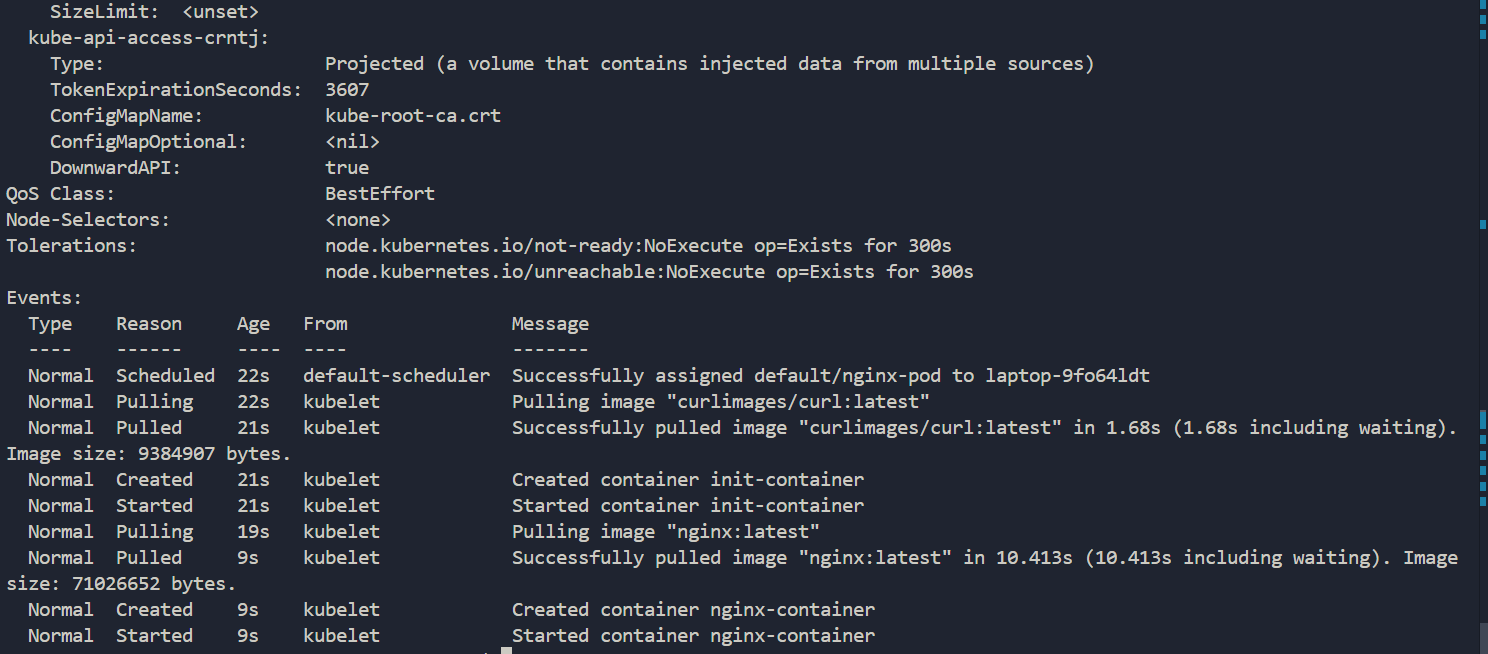 SizeLimit:  <unset>
kube-api-access-crntj:
Type:                    Projected (a volume that contains injected data from multiple sources)
TokenExpirationSeconds:  3607
ConfigMapName:           kube-root-ca.crt
ConfigMapOptional:       <nil>
DownwardAPI:             true
QoS Class:                   BestEffort
Node-Selectors:              <none>
Tolerations:                 node.kubernetes.io/not-ready:NoExecute op=Exists for 300s
                             node.kubernetes.io/unreachable:NoExecute op=Exists for 300s
Events:
  Type    Reason     Age   From               Message
  ----    ------     ----  ----               -------
  Normal  Scheduled  22s   default-scheduler  Successfully assigned default/nginx-pod to laptop-9fo64ldt
  Normal  Pulling    22s   kubelet            Pulling image "curlimages/curl:latest"
  Normal  Pulled     21s   kubelet            Successfully pulled image "curlimages/curl:latest" in 1.68s (1.68s including waiting).
Image size: 9384907 bytes.
  Normal  Created    21s   kubelet            Created container init-container
  Normal  Started    21s   kubelet            Started container init-container
  Normal  Pulling    19s   kubelet            Pulling image "nginx:latest"
  Normal  Pulled     9s    kubelet            Successfully pulled image "nginx:latest" in 10.413s (10.413s including waiting). Image
size: 71026652 bytes.
  Normal  Created    9s    kubelet            Created container nginx-container
  Normal  Started    9s    kubelet            Started container nginx-container